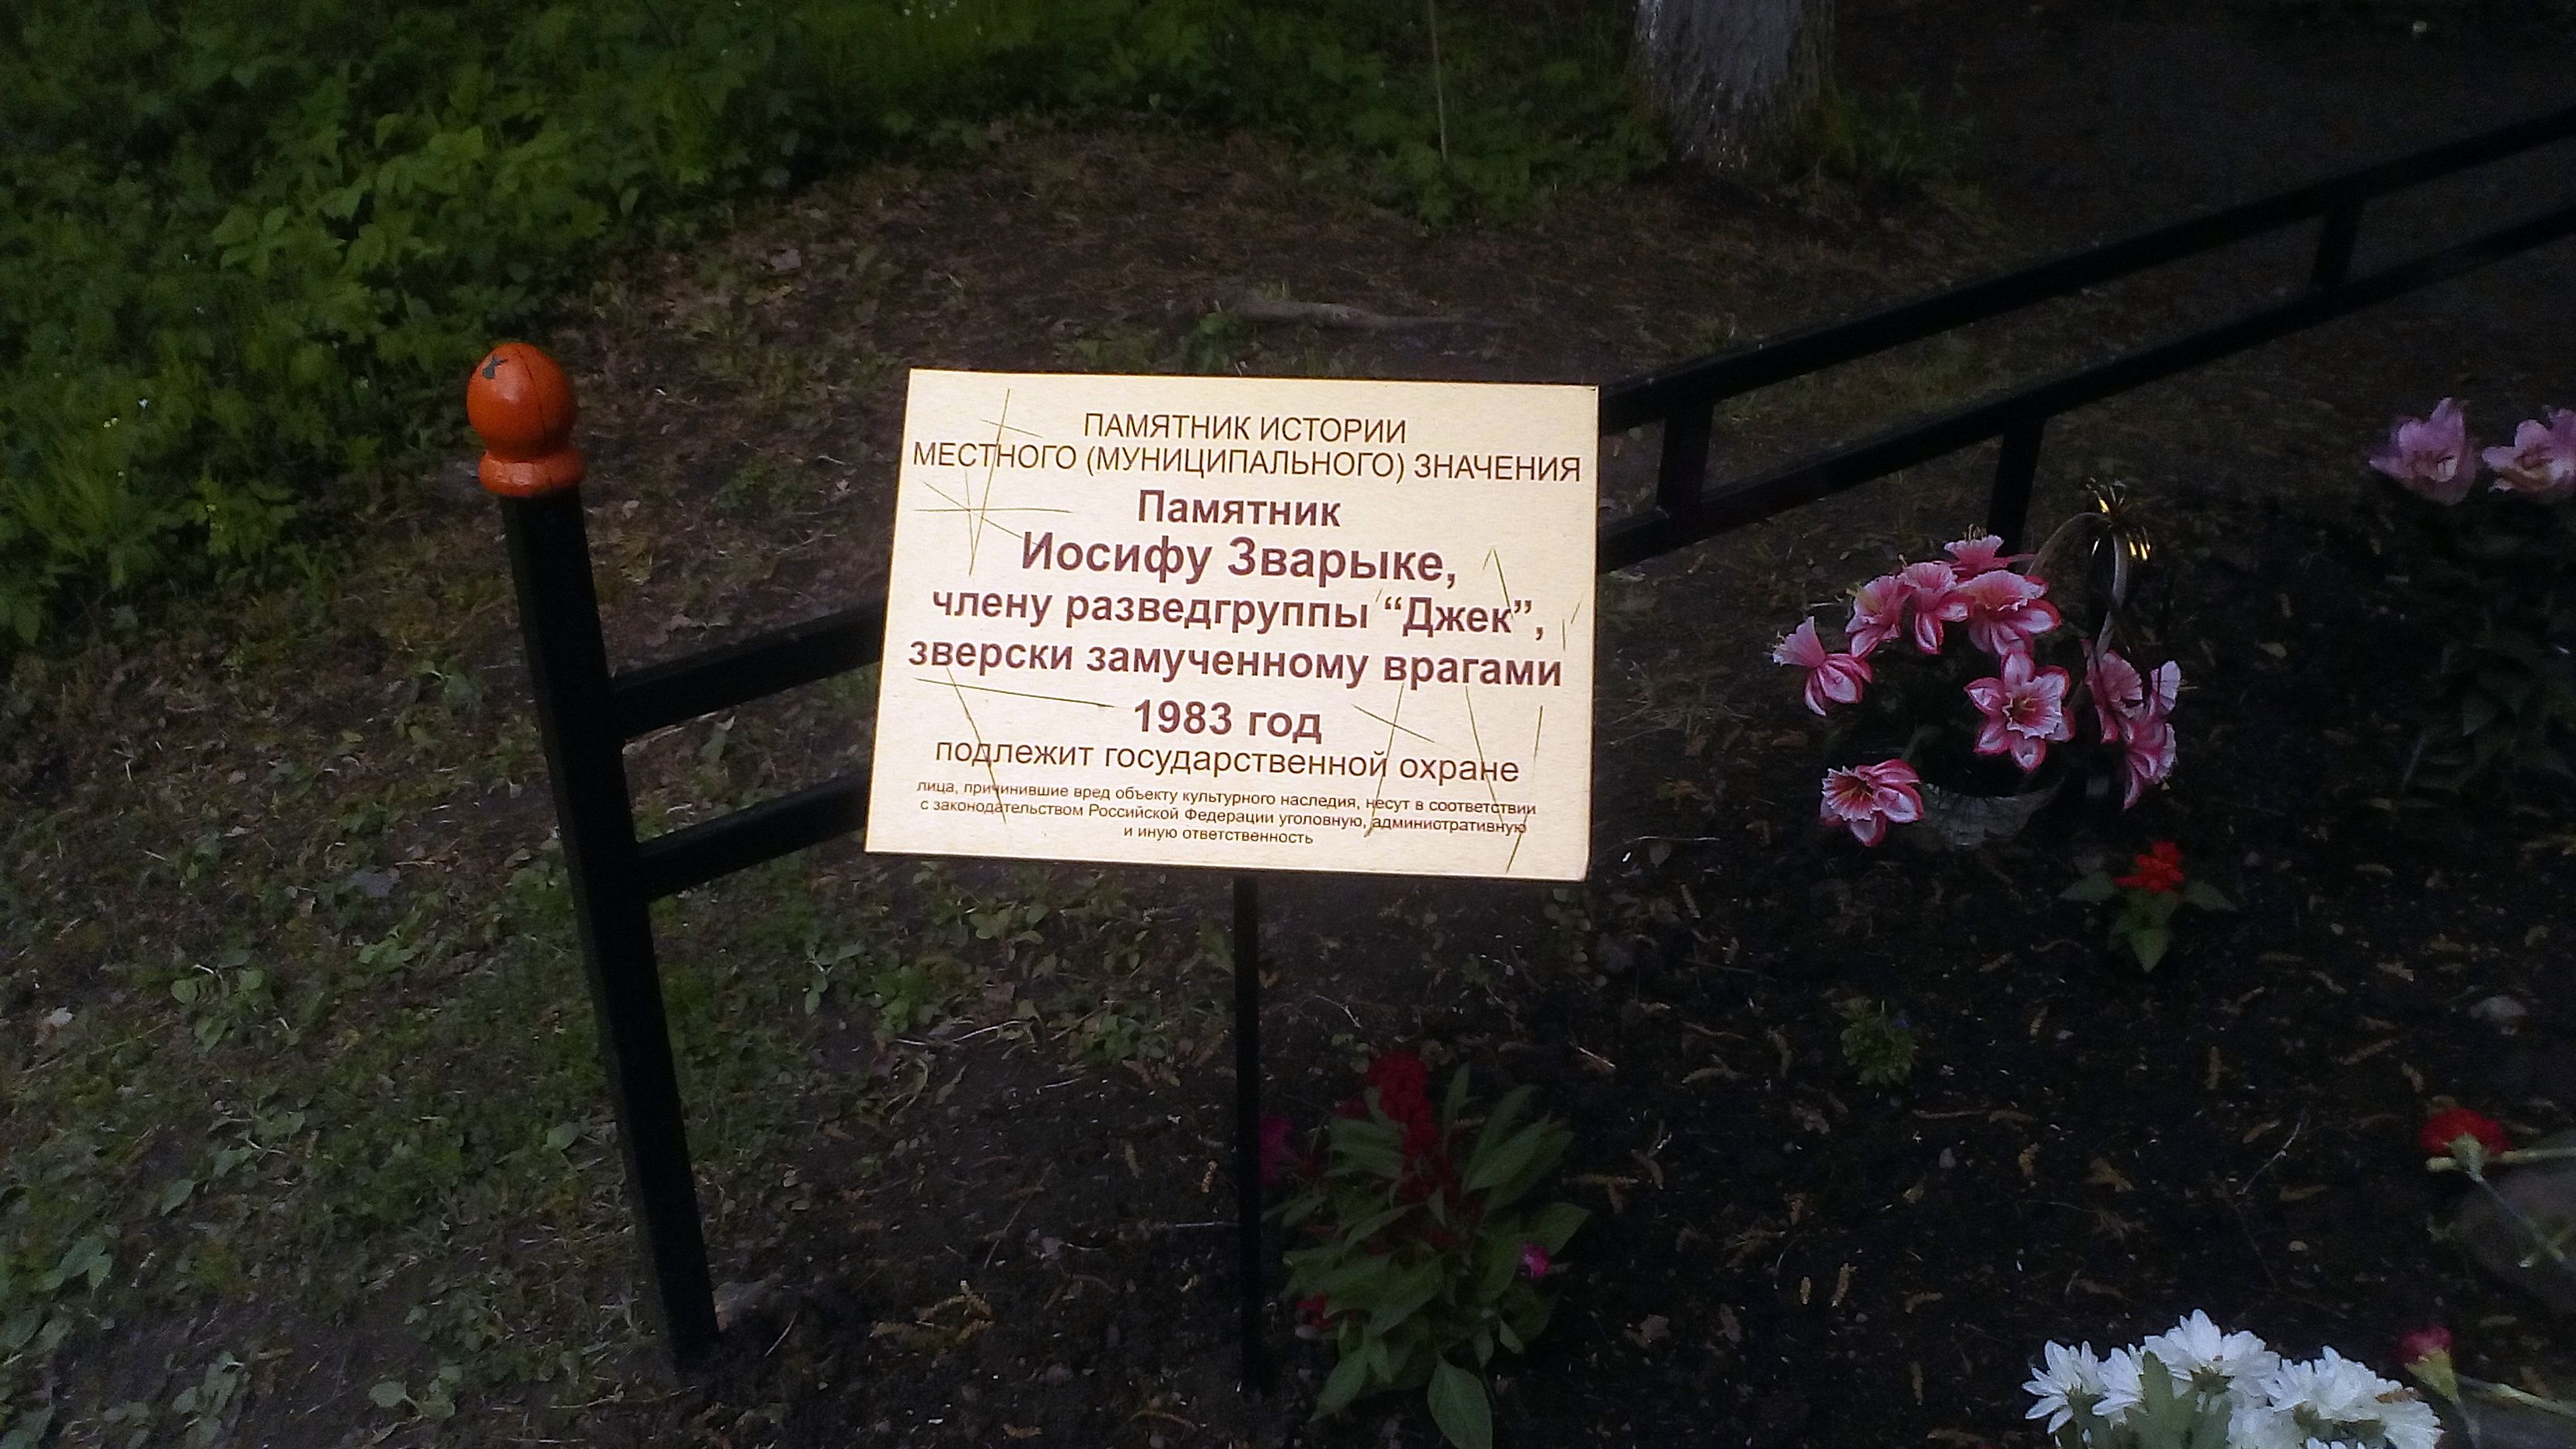 ПАМЯТНИК ИСТОРИИ
МЕСТНОГО (МУНИЦИПАЛЬНОГО) ЗНАЧЕНИЯ
Памятник
Иосифу Зварыке,
члену разведгруппы “Джек”,
зверски замученному врагами
1983 год
подлежит государственной охране
лица, причинившие вред объекту культурного наследия, несут в соответствии
с законодательством Российской Федерации уголовную, административную
и иную ответственность